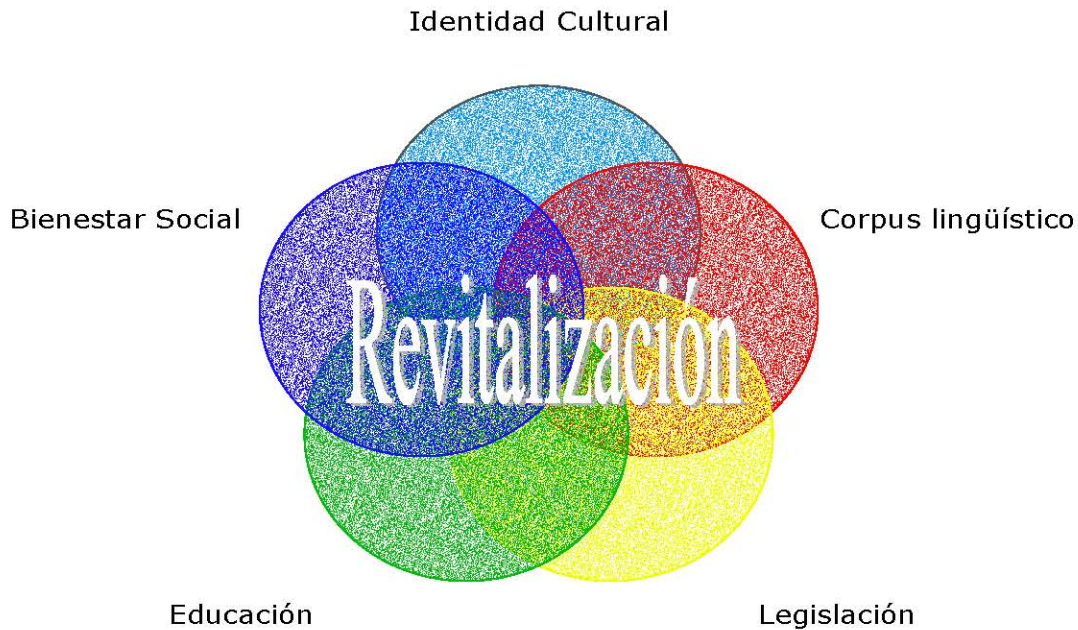 Identidad Cultural
Bienestar Social
Corpus lingüístico
Revitalización
Educación
Legislación